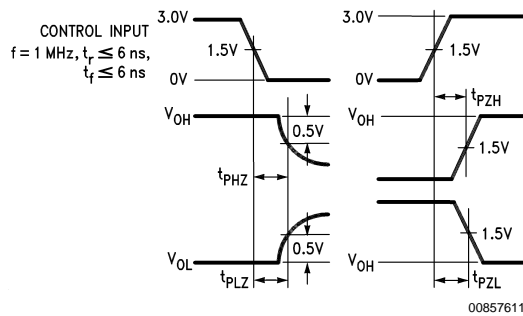 CONTROL INPUT
f = 1 MHz, tr ≤ 6 ns,
tf ≤ 6 ns
3.0V
1.5V
0V
3.0V
1.5V
0V
tPZH
VOH
0.5V
tPHZ
VOH
1.5V
VOL
0.5V
tPLZ
VOH
1.5V
tPZL
00857611